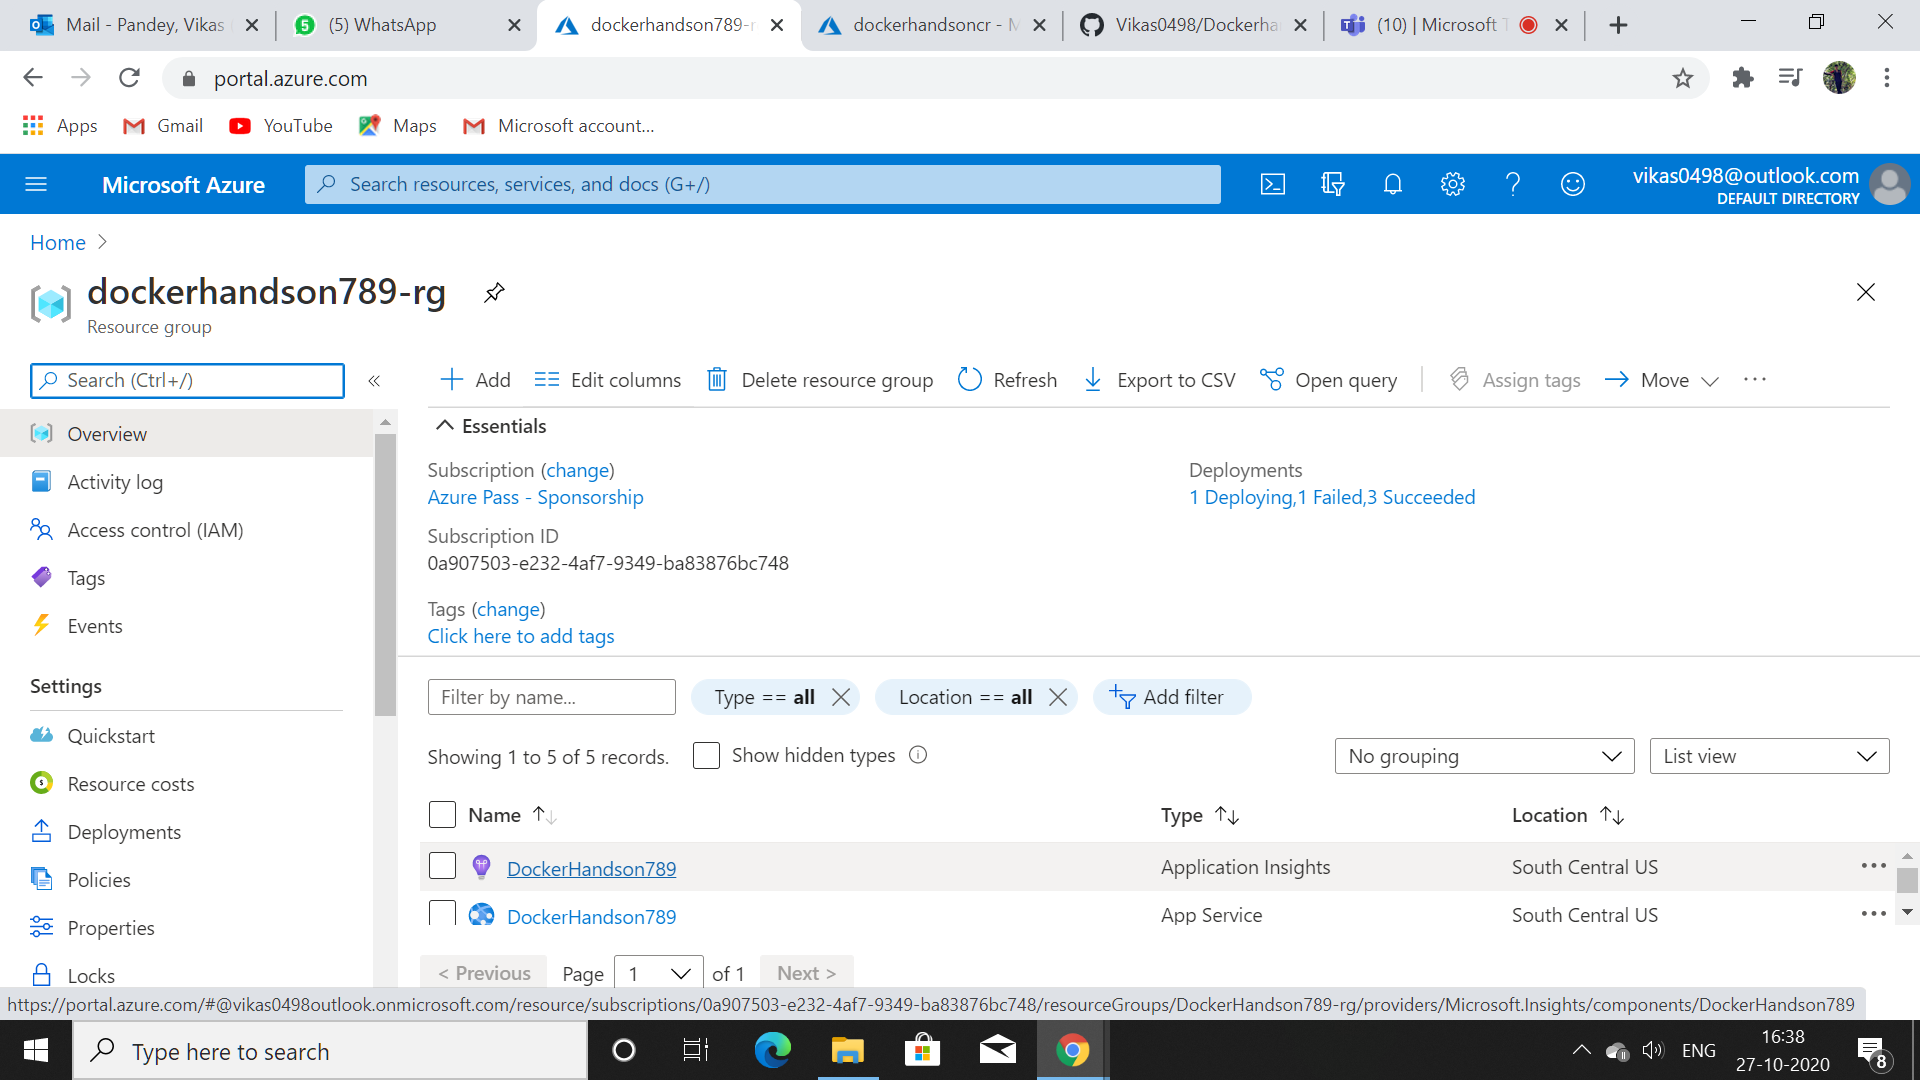 Mail - Pandey, Vikas
(5) WhatsApp
dockerhandson789-r
dockerhandsoncr - M
Vikas0498/Dockerha
(10) | Microsoft T
portal.azure.com
Apps
Gmail
YouTube
Maps
Microsoft account...
Microsoft Azure
Search resources, services, and docs (G+/)
vikas0498@outlook.com
DEFAULT DIRECTORY
Home
dockerhandson789-rg
Resource group
Search (Ctrl+/)
«
Add
Edit columns
Delete resource group
Refresh
Export to CSV
Open query
Assign tags
Move
Overview
Activity log
Access control (IAM)
Tags
Events
Settings
Quickstart
Resource costs
Deployments
Policies
Properties
Locks
Essentials
Subscription (change)
Azure Pass - Sponsorship
Subscription ID
0a907503-e232-4af7-9349-ba83876bc748
Tags (change)
Click here to add tags
Deployments
1 Deploying,1 Failed,3 Succeeded
Filter by name...
Type == all
Location == all
Add filter
Showing 1 to 5 of 5 records.
Show hidden types
No grouping
List view
Name
Type
Location
DockerHandson789
Application Insights
South Central US
DockerHandson789
App Service
South Central US
< Previous
Page
1
of 1
Next >
https://portal.azure.com/#@vikas0498outlook.onmicrosoft.com/resource/subscriptions/0a907503-e232-4af7-9349-ba83876bc748/resourceGroups/DockerHandson789-rg/providers/Microsoft.Insights/components/DockerHandson789
Type here to search
ENG
16:38
27-10-2020
8